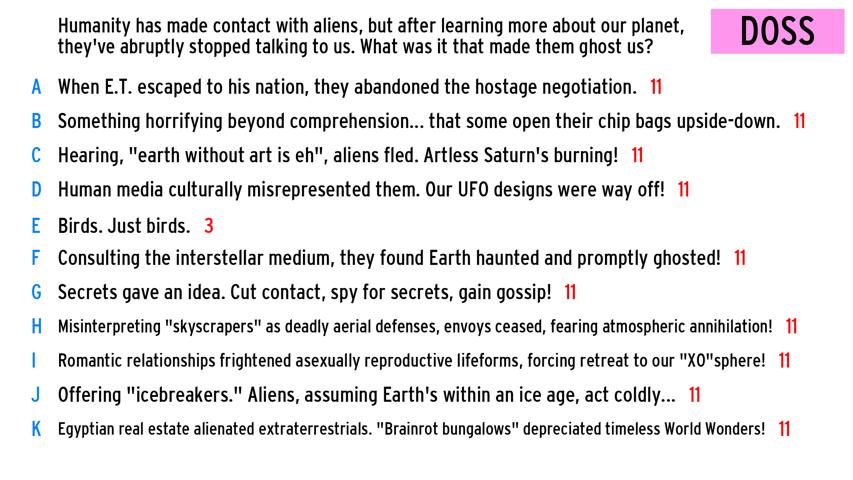 Humanity has made contact with aliens, but after learning more about our planet,
they've abruptly stopped talking to us. What was it that made them ghost us?
DOSS
A When E.T. escaped to his nation, they abandoned the hostage negotiation. 11
B Something horrifying beyond comprehension... that some open their chip bags upside-down. 11
C Hearing, "earth without art is eh", aliens fled. Artless Saturn's burning! 11
D Human media culturally misrepresented them. Our UFO designs were way off! 11
E Birds. Just birds. 3
F Consulting the interstellar medium, they found Earth haunted and promptly ghosted! 11
G Secrets gave an idea. Cut contact, spy for secrets, gain gossip! 11
H Misinterpreting "skyscrapers" as deadly aerial defenses, envoys ceased, fearing atmospheric annihilation! 11
I Romantic relationships frightened asexually reproductive lifeforms, forcing retreat to our "XO"sphere! 11
J Offering "icebreakers." Aliens, assuming Earth's within an ice age, act coldly... 11
K Egyptian real estate alienated extraterrestrials. "Brainrot bungalows" depreciated timeless World Wonders! 11